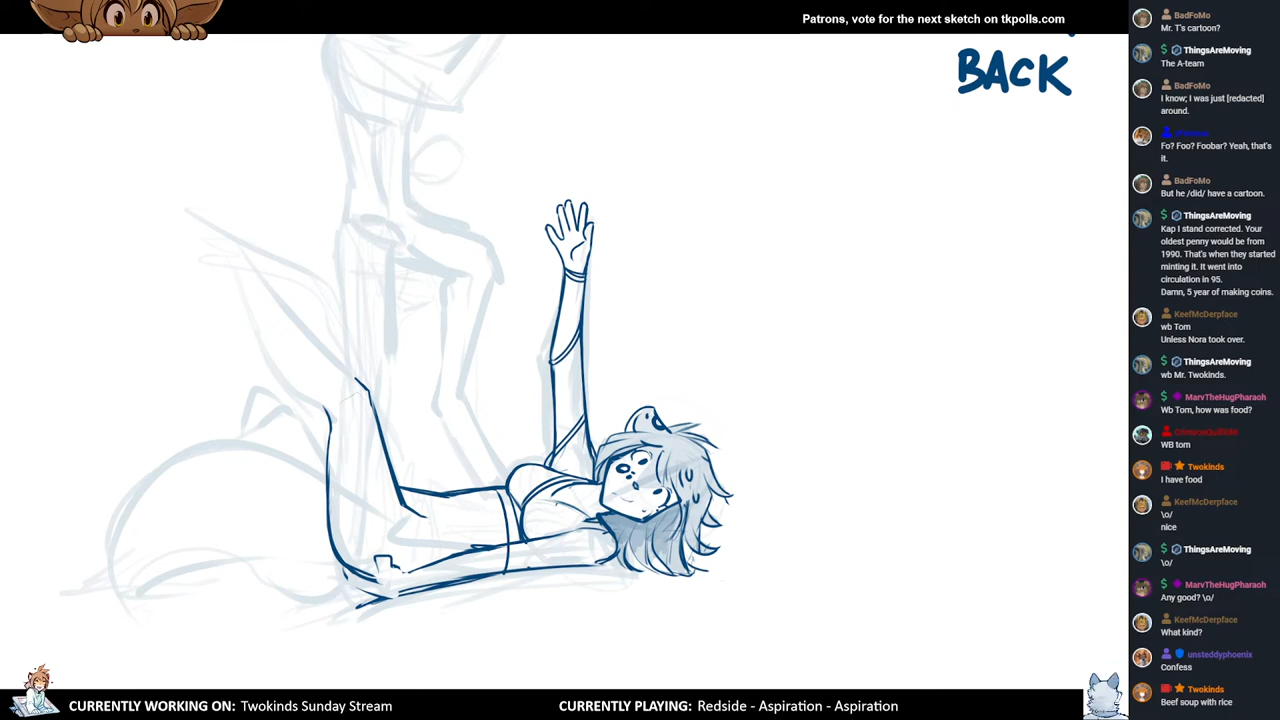 Patrons, vote for the next sketch on tkpolls.com
BACK
BadFoMo
Mr. T's cartoon?
ThingsAreMoving
The A-team
BadFoMo
I know; I was just [redacted]
around.
Fo? Foo? Foobar? Yeah, that's
it.
BadFoMo
But he /did/ have a cartoon.
ThingsAreMoving
Kap I stand corrected. Your
oldest penny would be from
1990. That's when they started
minting it. It went into
circulation in 95.
Damn, 5 year of making coins.
KeefMcDerpface
wb Tom
Unless Nora took over.
ThingsAreMoving
wb Mr. Twokinds.
MarvTheHugPharaoh
Wb Tom, how was food?
WB tom
Twokinds
I have food
KeefMcDerpface
\o/
nice
ThingsAreMoving
\o/
MarvTheHugPharaoh
Any good? \o/
KeefMcDerpface
What kind?
unsteddyphoenix
Confess
Twokinds
Beef soup with rice
CURRENTLY WORKING ON: Twokinds Sunday Stream
CURRENTLY PLAYING: Redside - Aspiration - Aspiration